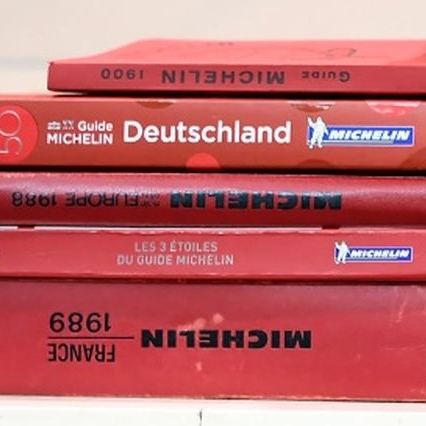 GUIDE MICHELIN 1900
50
Guide
MICHELIN
Deutschland
MICHELIN
MICHELIN
EUROPE 1988
LES 3 ÉTOILES
DU GUIDE MICHELIN
MICHELIN
MICHELIN
FRANCE
1989